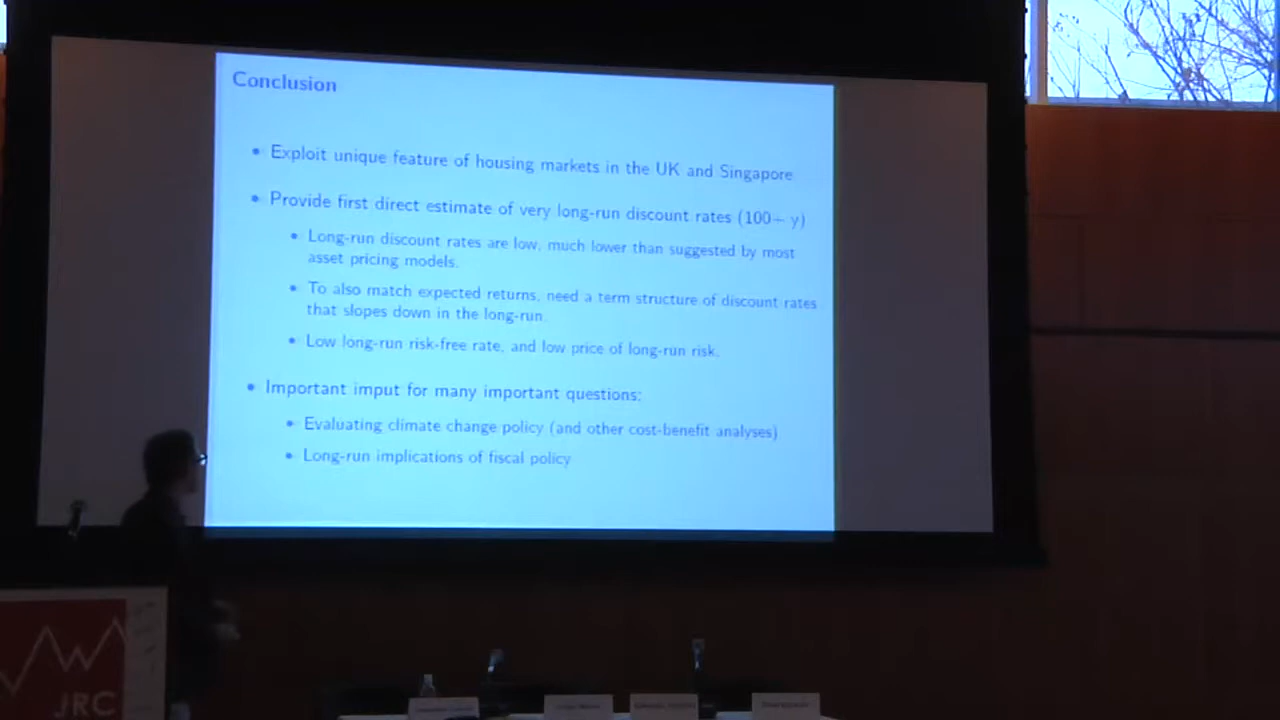 Conclusion
• Exploit unique feature of housing markets in the UK and Singapore
• Provide first direct estimate of very long-run discount rates (100+ y)
• Long-run discount rates are low, much lower than suggested by most
asset pricing models.
• To also match expected returns, need a term structure of discount rates
that slopes down in the long-run.
• Low long-run risk-free rate, and low price of long-run risk.
• Important imput for many important questions:
• Evaluating climate change policy (and other cost-benefit analyses)
• Long-run implications of fiscal policy
JRC